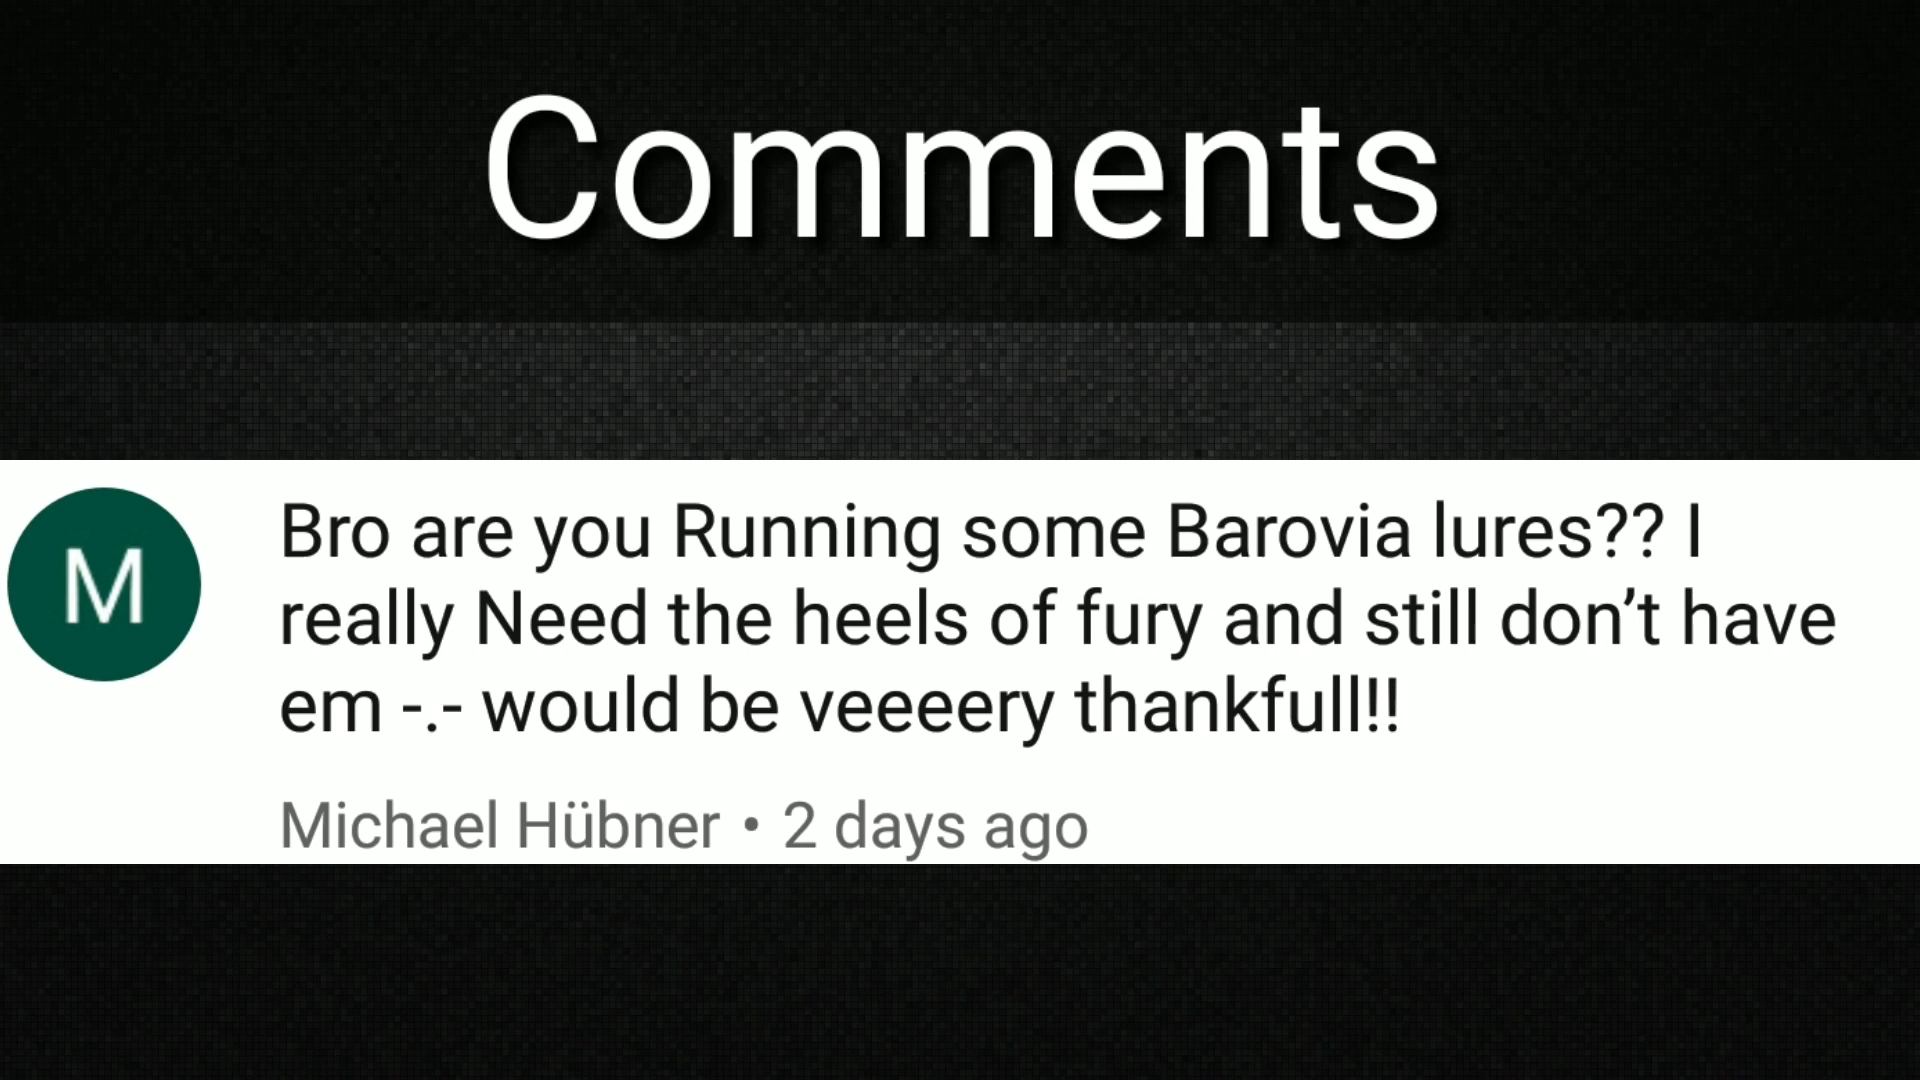 Comments
M
Bro are you Running some Barovia lures?? I
really Need the heels of fury and still don’t have
em -.- would be veeeery thankfull!!
Michael Hübner • 2 days ago